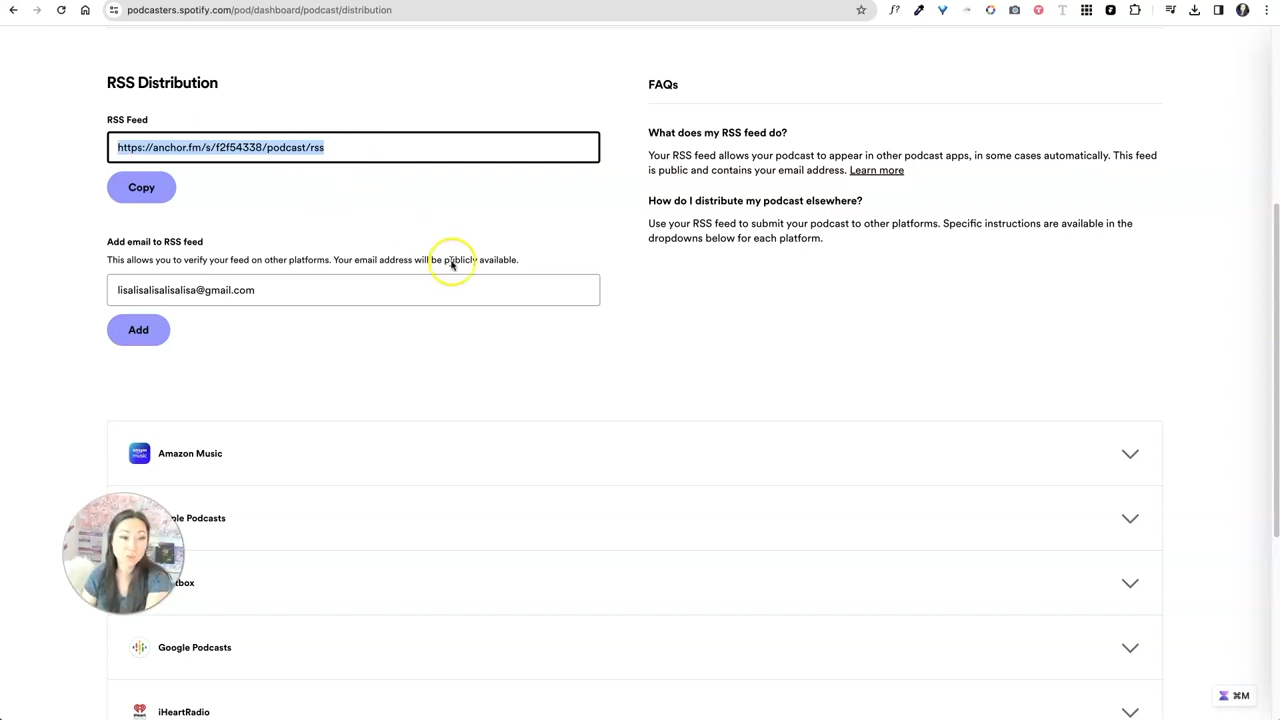 podcasters.spotify.com/pod/dashboard/podcast/distribution
RSS Distribution
RSS Feed
https://anchor.fm/s/f2f54338/podcast/rss
Copy
Add email to RSS feed
This allows you to verify your feed on other platforms. Your email address will be publicly available.
lisalisalisalisalisa@gmail.com
Add
FAQs
What does my RSS feed do?
Your RSS feed allows your podcast to appear in other podcast apps, in some cases automatically. This feed
is public and contains your email address. Learn more
How do I distribute my podcast elsewhere?
Use your RSS feed to submit your podcast to other platforms. Specific instructions are available in the
dropdowns below for each platform.
Amazon Music
ple Podcasts
tbox
Google Podcasts
iHeartRadio
⌘M